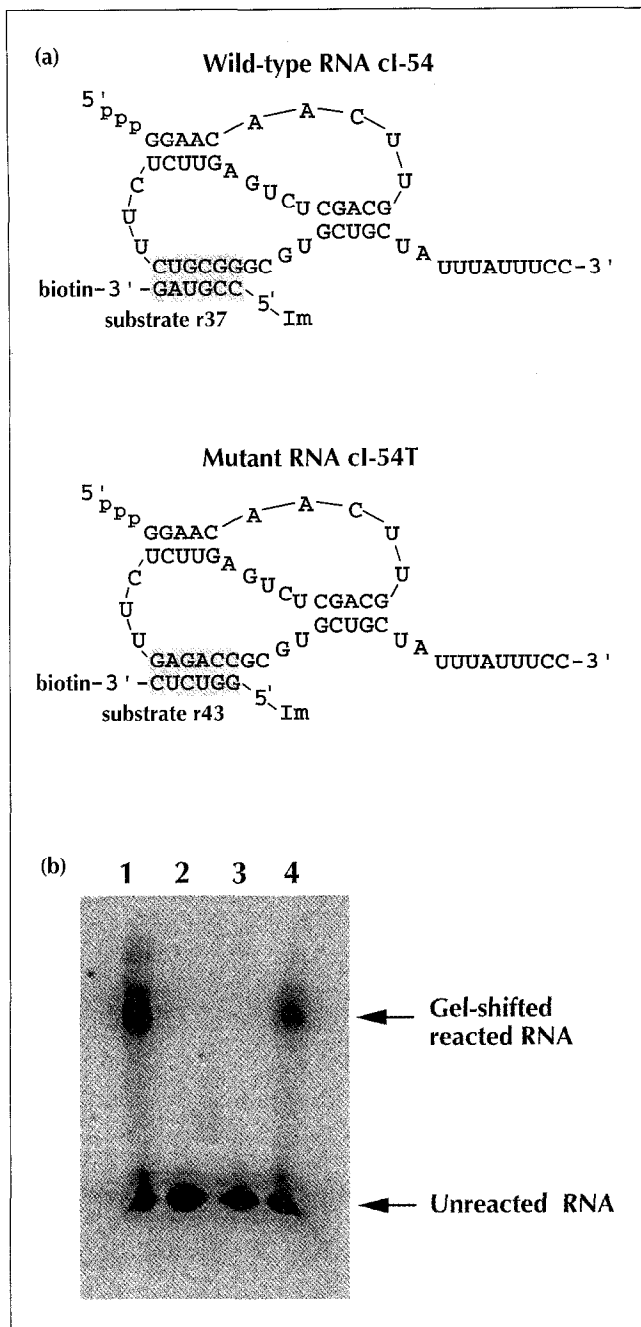 (a)
Wild-type RNA cI-54
5'ppp GGAAC A A C U U
UCUUG A G U C U CGACG
C U U CUGCGGGC G U GCUGC U A UUUAUUUCC-3'
biotin-3'-GAUGCC 5' Im
substrate r37
Mutant RNA cI-54T
5'ppp GGAAC A A C U U
UCUUG A G U C U CGACG
C U U GAGACCGC G U GCUGC U A UUUAUUUCC-3'
biotin-3'-CUCUGG 5' Im
substrate r43
(b)
1 2 3 4
Gel-shifted
reacted RNA
Unreacted RNA